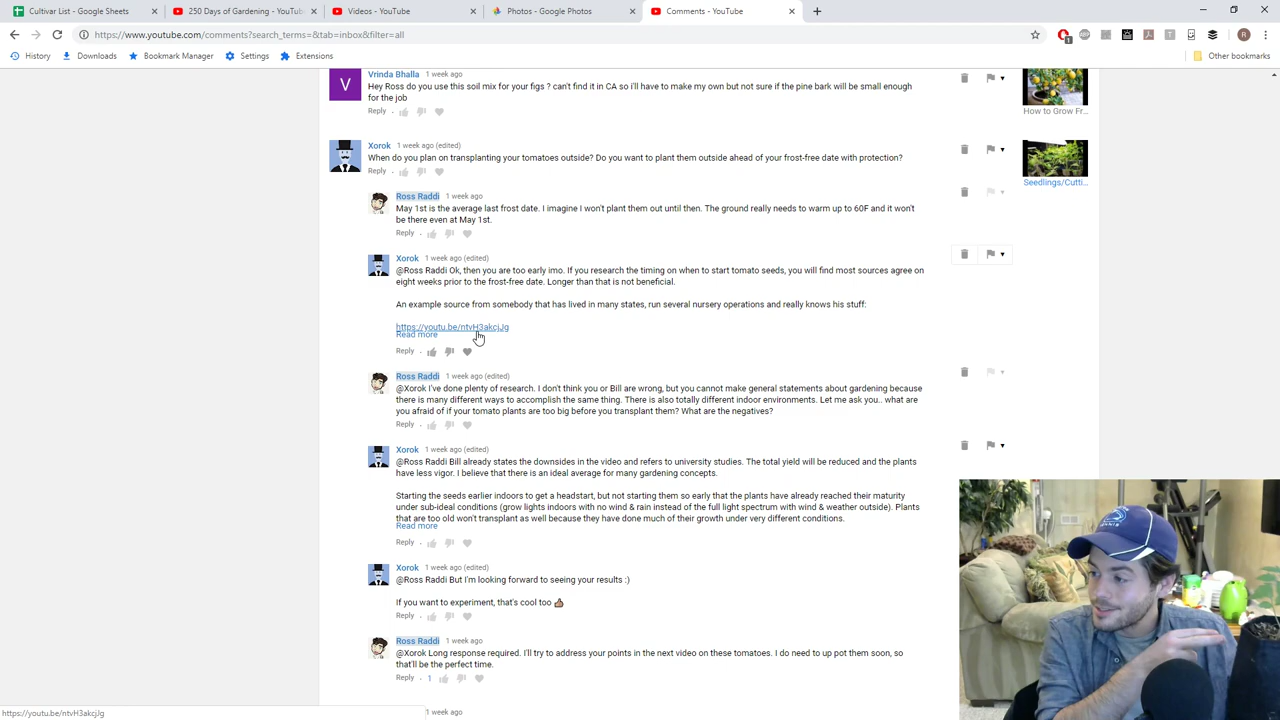 Cultivar List - Google Sheets
250 Days of Gardening - YouTub
Videos - YouTube
Photos - Google Photos
Comments - YouTube
https://www.youtube.com/comments?search_terms=&tab=inbox&filter=all
1
ABP
T
R
History
Downloads
Bookmark Manager
Settings
Extensions
Other bookmarks
V
Vrinda Bhalla 1 week ago
Hey Ross do you use this soil mix for your figs ? can't find it in CA so i'll have to make my own but not sure if the pine bark will be small enough
for the job
Reply .
How to Grow Fr...
Xorok 1 week ago (edited)
When do you plan on transplanting your tomatoes outside? Do you want to plant them outside ahead of your frost-free date with protection?
Reply .
Seedlings/Cutti...
Ross Raddi 1 week ago
May 1st is the average last frost date. I imagine I won't plant them out until then. The ground really needs to warm up to 60F and it won't
be there even at May 1st.
Reply .
Xorok 1 week ago (edited)
@Ross Raddi Ok, then you are too early imo. If you research the timing on when to start tomato seeds, you will find most sources agree on
eight weeks prior to the frost-free date. Longer than that is not beneficial.
An example source from somebody that has lived in many states, run several nursery operations and really knows his stuff:
https://youtu.be/ntvH3akcjJg
Read more
Reply .
Ross Raddi 1 week ago (edited)
@Xorok I've done plenty of research. I don't think you or Bill are wrong, but you cannot make general statements about gardening because
there is many different ways to accomplish the same thing. There is also totally different indoor environments. Let me ask you.. what are
you afraid of if your tomato plants are too big before you transplant them? What are the negatives?
Reply .
Xorok 1 week ago (edited)
@Ross Raddi Bill already states the downsides in the video and refers to university studies. The total yield will be reduced and the plants
have less vigor. I believe that there is an ideal average for many gardening concepts.
Starting the seeds earlier indoors to get a headstart, but not starting them so early that the plants have already reached their maturity
under sub-ideal conditions (grow lights indoors with no wind & rain instead of the full light spectrum with wind & weather outside). Plants
that are too old won't transplant as well because they have done much of their growth under very different conditions.
Read more
Reply .
Xorok 1 week ago (edited)
@Ross Raddi But I'm looking forward to seeing your results :)
If you want to experiment, that's cool too 👍🏽
Reply .
Ross Raddi 1 week ago
@Xorok Long response required. I'll try to address your points in the next video on these tomatoes. I do need to up pot them soon, so
that'll be the perfect time.
Reply . 1
1 week ago
https://youtu.be/ntvH3akcjJg